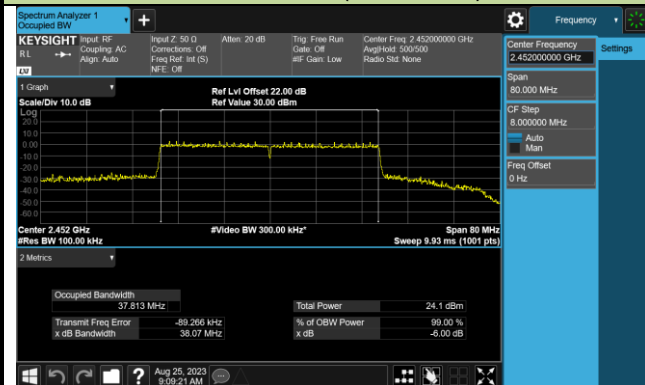 Spectrum Analyzer 1
Occupied BW
+
Frequency
KEYSIGHT
R L
LXI
Input: RF
Coupling: AC
Align: Auto
Input Z: 50 Ω
Corrections: Off
Freq Ref: Int (S)
NFE: Off
Atten: 20 dB
Trig: Free Run
Gate: Off
#IF Gain: Low
Center Freq: 2.452000000 GHz
Avg|Hold: 500/500
Radio Std: None
Center Frequency
2.452000000 GHz
Settings
Span
80.000 MHz
CF Step
8.000000 MHz
Auto
Man
Freq Offset
0 Hz
1 Graph
Scale/Div 10.0 dB
Ref Lvl Offset 22.00 dB
Ref Value 30.00 dBm
Log
20.0
10.0
0.00
-10.0
-20.0
-30.0
-40.0
-50.0
-60.0
Center 2.452 GHz
#Res BW 100.00 kHz
#Video BW 300.00 kHz*
Span 80 MHz
Sweep 9.93 ms (1001 pts)
2 Metrics
Occupied Bandwidth
37.813 MHz
Total Power 24.1 dBm
Transmit Freq Error -89.266 kHz
% of OBW Power 99.00 %
x dB Bandwidth 38.07 MHz
x dB -6.00 dB
?
Aug 25, 2023
9:09:21 AM